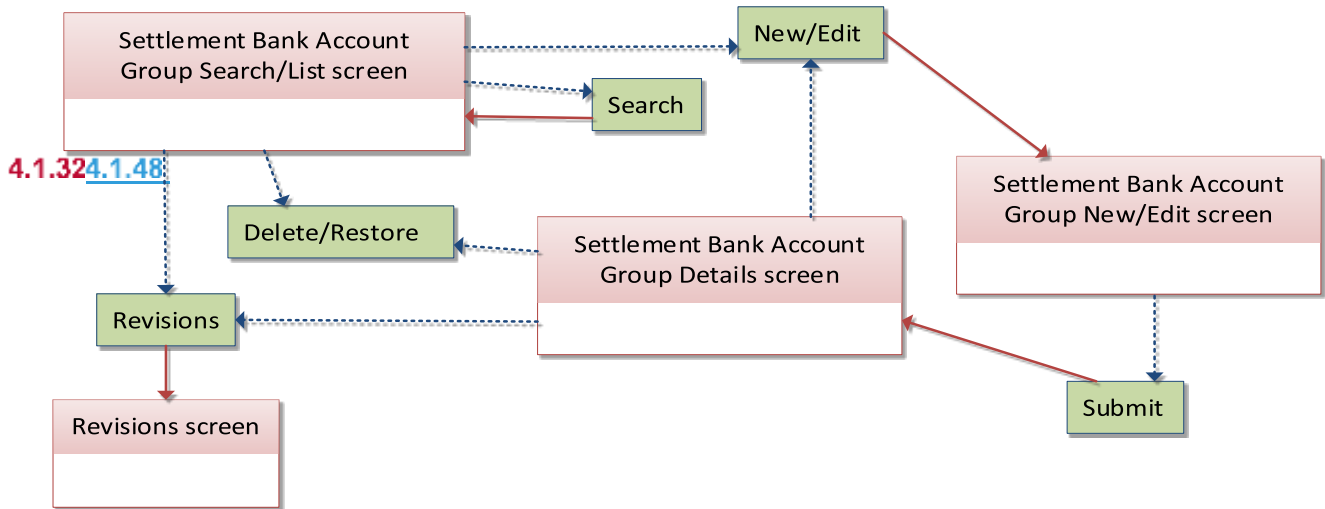 Settlement Bank Account
Group Search/List screen
New/Edit
Search
4.1.324.1.48
Settlement Bank Account
Group New/Edit screen
Delete/Restore
Settlement Bank Account
Group Details screen
Revisions
Submit
Revisions screen